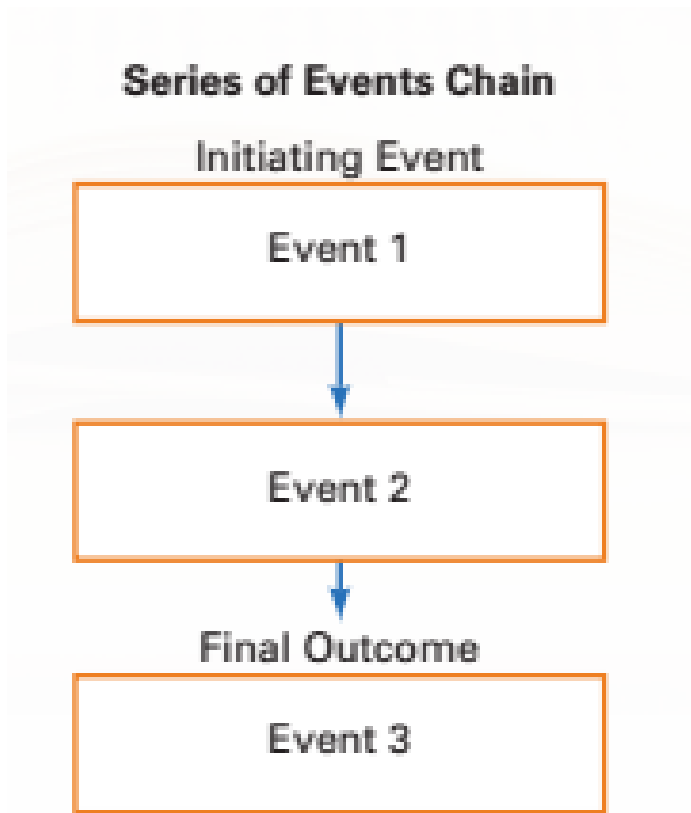 Series of Events Chain
Initiating Event
Event 1
Event 2
Final Outcome
Event 3